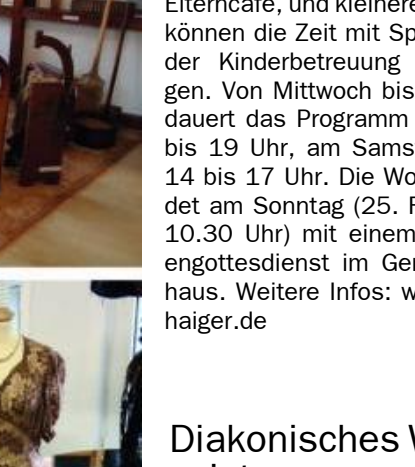 Elterncafé, und kleinere
können die Zeit mit Sp
der Kinderbetreuung
gen. Von Mittwoch bis
dauert das Programm
bis 19 Uhr, am Sams
14 bis 17 Uhr. Die Wo
det am Sonntag (25. F
10.30 Uhr) mit einem
engottesdienst im Ger
haus. Weitere Infos: w
haiger.de
Diakonisches W